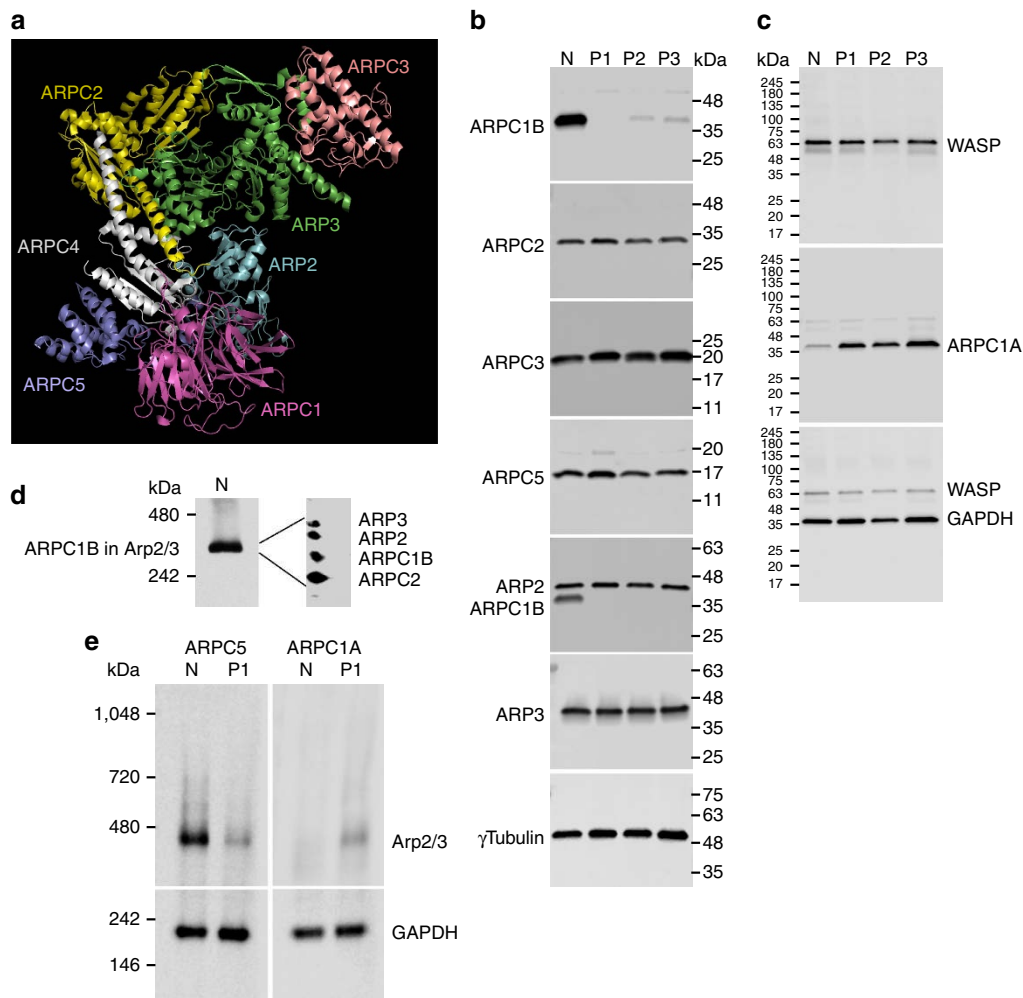 a
ARPC2
ARPC3
ARP3
ARPC4
ARP2
ARPC5
ARPC1
b
N P1 P2 P3 kDa
ARPC1B
48
35
25
ARPC2
48
35
25
ARPC3
25
20
17
11
ARPC5
20
17
11
ARP2
ARPC1B
63
48
35
25
ARP3
63
48
35
25
γTubulin
75
63
48
35
c
kDa N P1 P2 P3
245
180
135
100
75
63
48
35
25
20
17
WASP
245
180
135
100
75
63
48
35
25
20
17
ARPC1A
245
180
135
100
75
63
48
35
25
20
17
WASP
GAPDH
d
kDa N
480
ARPC1B in Arp2/3
242
ARP3
ARP2
ARPC1B
ARPC2
e
ARPC5 ARPC1A
kDa N P1 N P1
1,048
720
480
Arp2/3
242
GAPDH
146